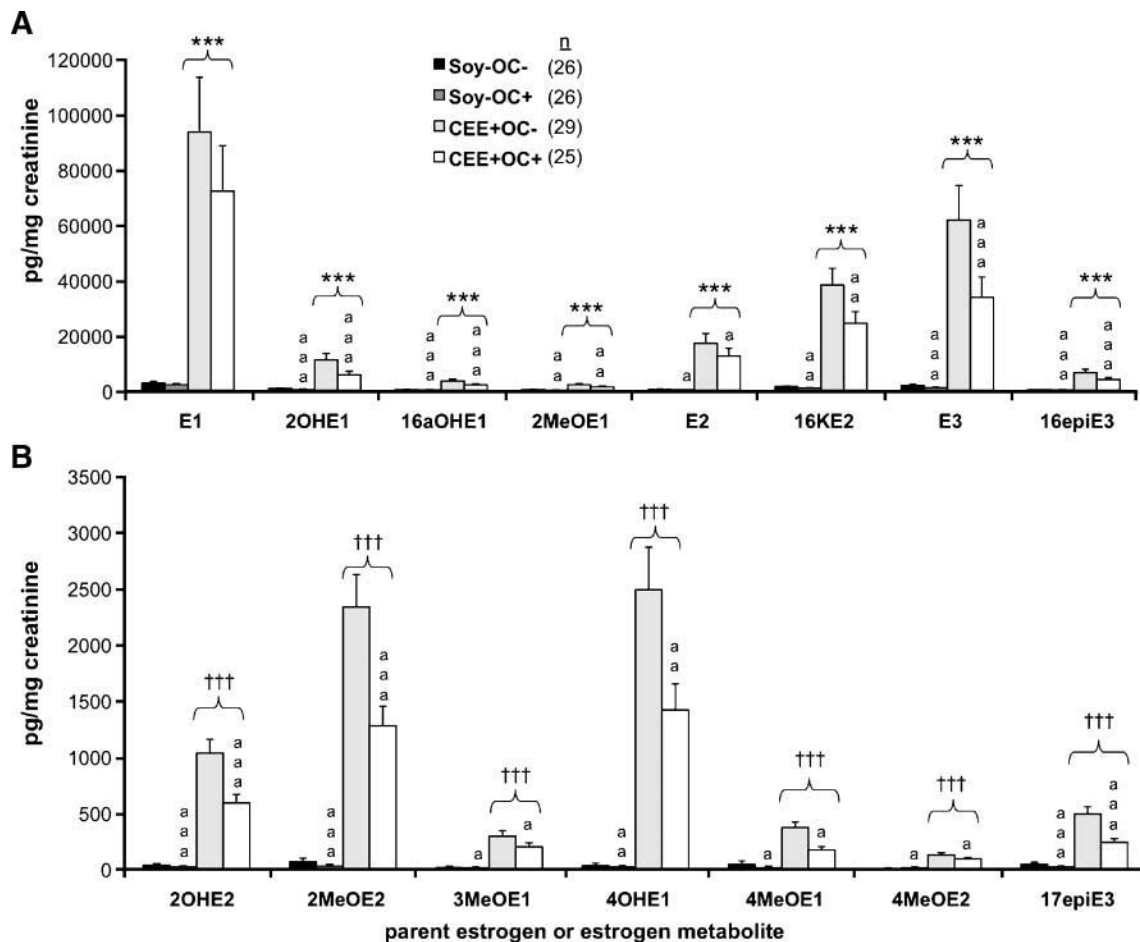 A
n
Soy-OC- (26)
Soy-OC+ (26)
CEE+OC- (29)
CEE+OC+ (25)
pg/mg creatinine
120000
100000
80000
60000
40000
20000
0
***
***
a
a
a
a
a
a
***
a
a
a
a
a
a
***
a
a
a
a
***
a
a
***
a
a
a
a
***
a
a
a
a
a
a
***
a
a
a
a
a
a
E1 2OHE1 16aOHE1 2MeOE1 E2 16KE2 E3 16epiE3
B
pg/mg creatinine
3500
3000
2500
2000
1500
1000
500
0
†††
a
a
a
a
a
a
†††
a
a
a
a
a
a
†††
a
a
†††
a
a
a
a
†††
a
a
†††
a
a
†††
a
a
a
a
a
a
2OHE2 2MeOE2 3MeOE1 4OHE1 4MeOE1 4MeOE2 17epiE3
parent estrogen or estrogen metabolite